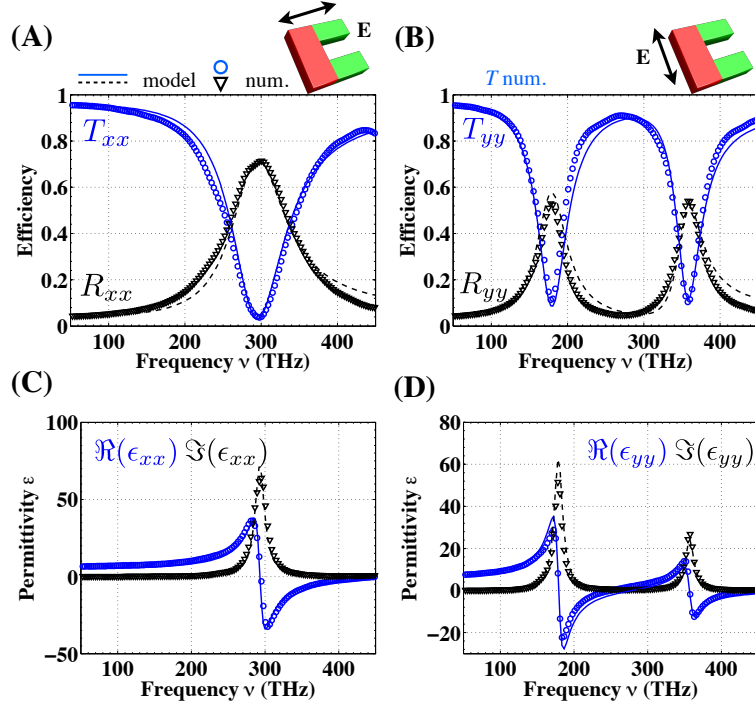 (A)
E
model
num.
T_xx
R_xx
Efficiency
1
0.8
0.6
0.4
0.2
0
100
200
300
400
Frequency ν (THz)
(B)
E
T num.
T_yy
R_yy
Efficiency
1
0.8
0.6
0.4
0.2
0
100
200
300
400
Frequency ν (THz)
(C)
ℜ(ϵ_xx) ℑ(ϵ_xx)
Permittivity ε
100
50
0
−50
100
200
300
400
Frequency ν (THz)
(D)
ℜ(ϵ_yy) ℑ(ϵ_yy)
Permittivity ε
80
60
40
20
0
−20
100
200
300
400
Frequency ν (THz)